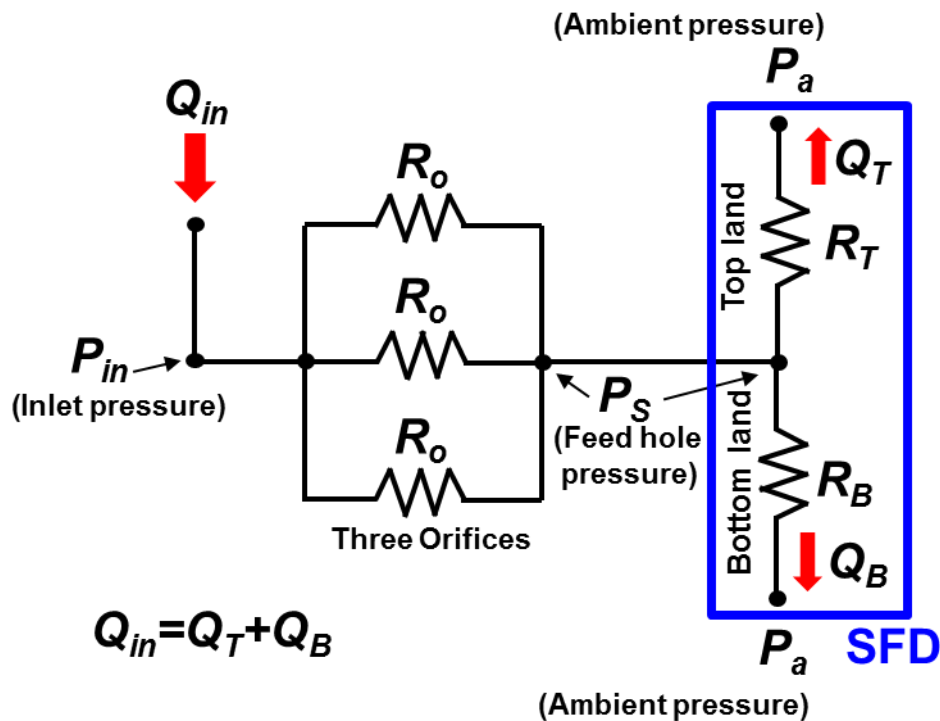 (Ambient pressure)
Pa
Qin
QT
Ro
Top land
RT
Pin
(Inlet pressure)
Ro
PS
(Feed hole
pressure)
Ro
Three Orifices
Bottom land
RB
QB
Qin=QT+QB
Pa
SFD
(Ambient pressure)